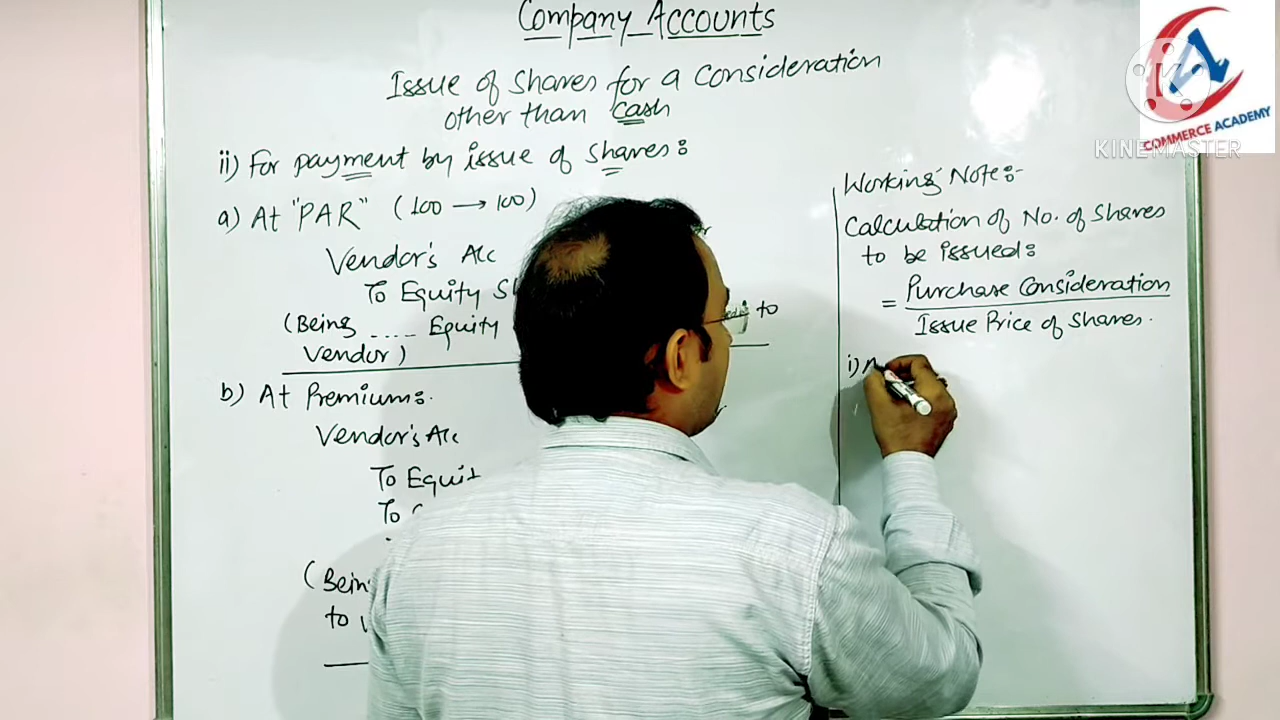 Company Accounts
Issue of Shares for a Consideration
other than cash
ii) For payment by issue of shares:
a) At "PAR" (100 → 100)
Vendor's A/c
To Equity
(Being ..... Equity to
Vendor)
b) At Premium:-
Vendor's A/c
To Equit
To
(Bein
to
Working Note:-
Calculation of No. of Shares
to be issued:
= Purchase Consideration
Issue Price of Shares.
i)
COMMERCE ACADEMY
KINEMASTER